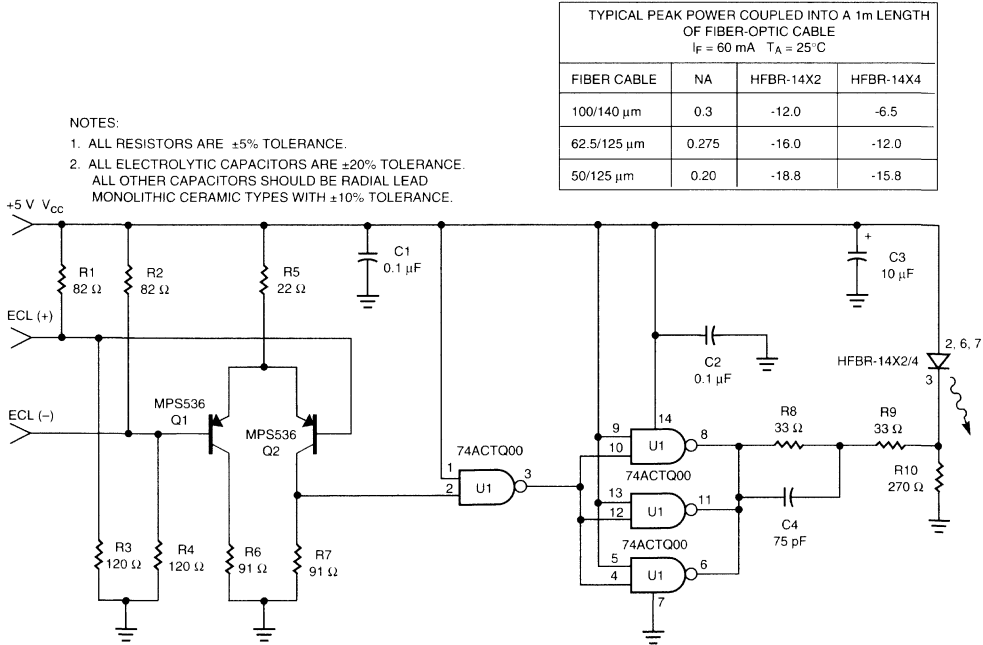 TYPICAL PEAK POWER COUPLED INTO A 1m LENGTH
OF FIBER-OPTIC CABLE
IF = 60 mA TA = 25°C
FIBER CABLE NA HFBR-14X2 HFBR-14X4
100/140 µm 0.3 -12.0 -6.5
62.5/125 µm 0.275 -16.0 -12.0
50/125 µm 0.20 -18.8 -15.8
NOTES:
1. ALL RESISTORS ARE ±5% TOLERANCE.
2. ALL ELECTROLYTIC CAPACITORS ARE ±20% TOLERANCE.
ALL OTHER CAPACITORS SHOULD BE RADIAL LEAD
MONOLITHIC CERAMIC TYPES WITH ±10% TOLERANCE.
+5 V VCC
R1
82 Ω
R2
82 Ω
R5
22 Ω
C1
0.1 µF
+
C3
10 µF
ECL (+)
C2
0.1 µF
HFBR-14X2/4
2, 6, 7
3
ECL (–)
MPS536
Q1
MPS536
Q2
74ACTQ00
1
2
U1
3
14
9
10
U1
8
74ACTQ00
13
12
U1
11
74ACTQ00
5
4
U1
6
7
R8
33 Ω
R9
33 Ω
R10
270 Ω
C4
75 pF
R3
120 Ω
R4
120 Ω
R6
91 Ω
R7
91 Ω